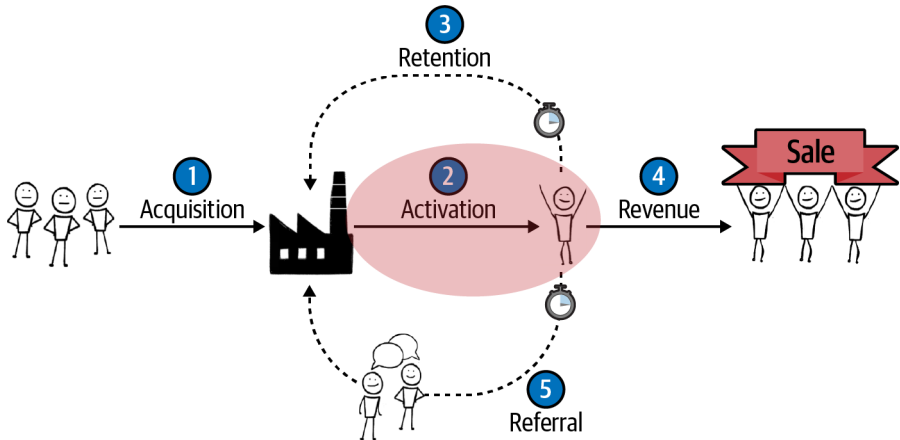 3
Retention
1
Acquisition
2
Activation
4
Revenue
Sale
5
Referral